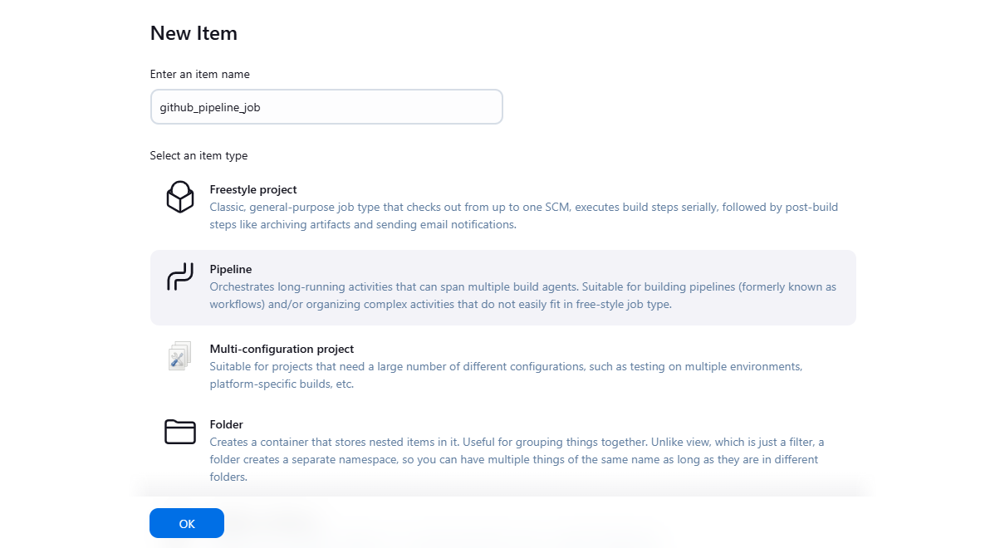 New Item
Enter an item name
github_pipeline_job
Select an item type
Freestyle project
Classic, general-purpose job type that checks out from up to one SCM, executes build steps serially, followed by post-build
steps like archiving artifacts and sending email notifications.
Pipeline
Orchestrates long-running activities that can span multiple build agents. Suitable for building pipelines (formerly known as
workflows) and/or organizing complex activities that do not easily fit in free-style job type.
Multi-configuration project
Suitable for projects that need a large number of different configurations, such as testing on multiple environments,
platform-specific builds, etc.
Folder
Creates a container that stores nested items in it. Useful for grouping things together. Unlike view, which is just a filter, a
folder creates a separate namespace, so you can have multiple things of the same name as long as they are in different
folders.
OK